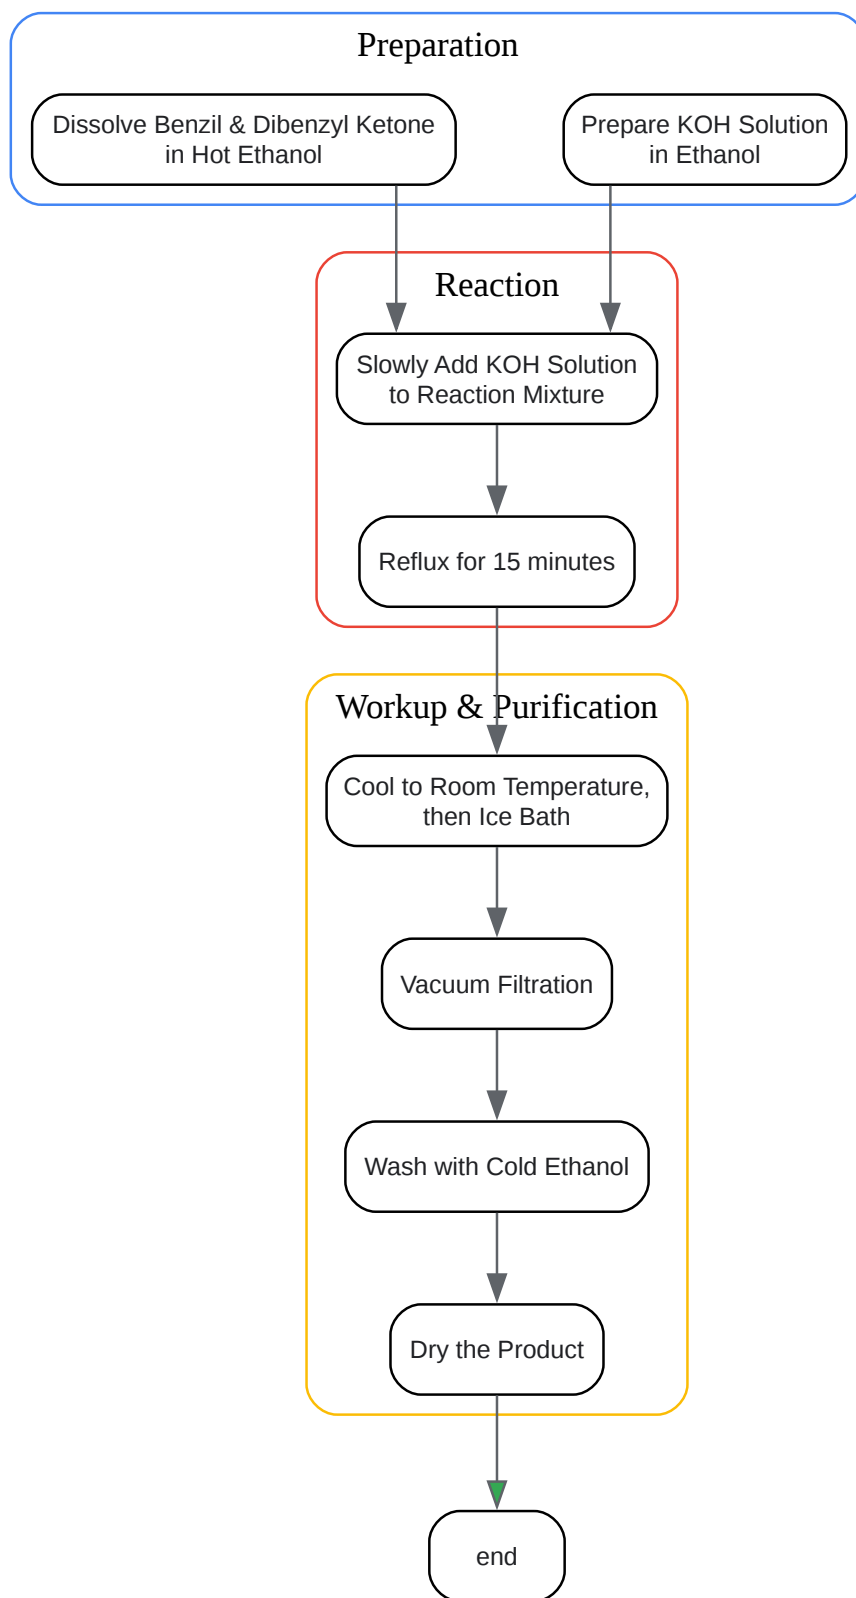 Preparation
Dissolve Benzil & Dibenzyl Ketone
in Hot Ethanol
Prepare KOH Solution
in Ethanol
Reaction
Slowly Add KOH Solution
to Reaction Mixture
Reflux for 15 minutes
Workup & Purification
Cool to Room Temperature,
then Ice Bath
Vacuum Filtration
Wash with Cold Ethanol
Dry the Product
end